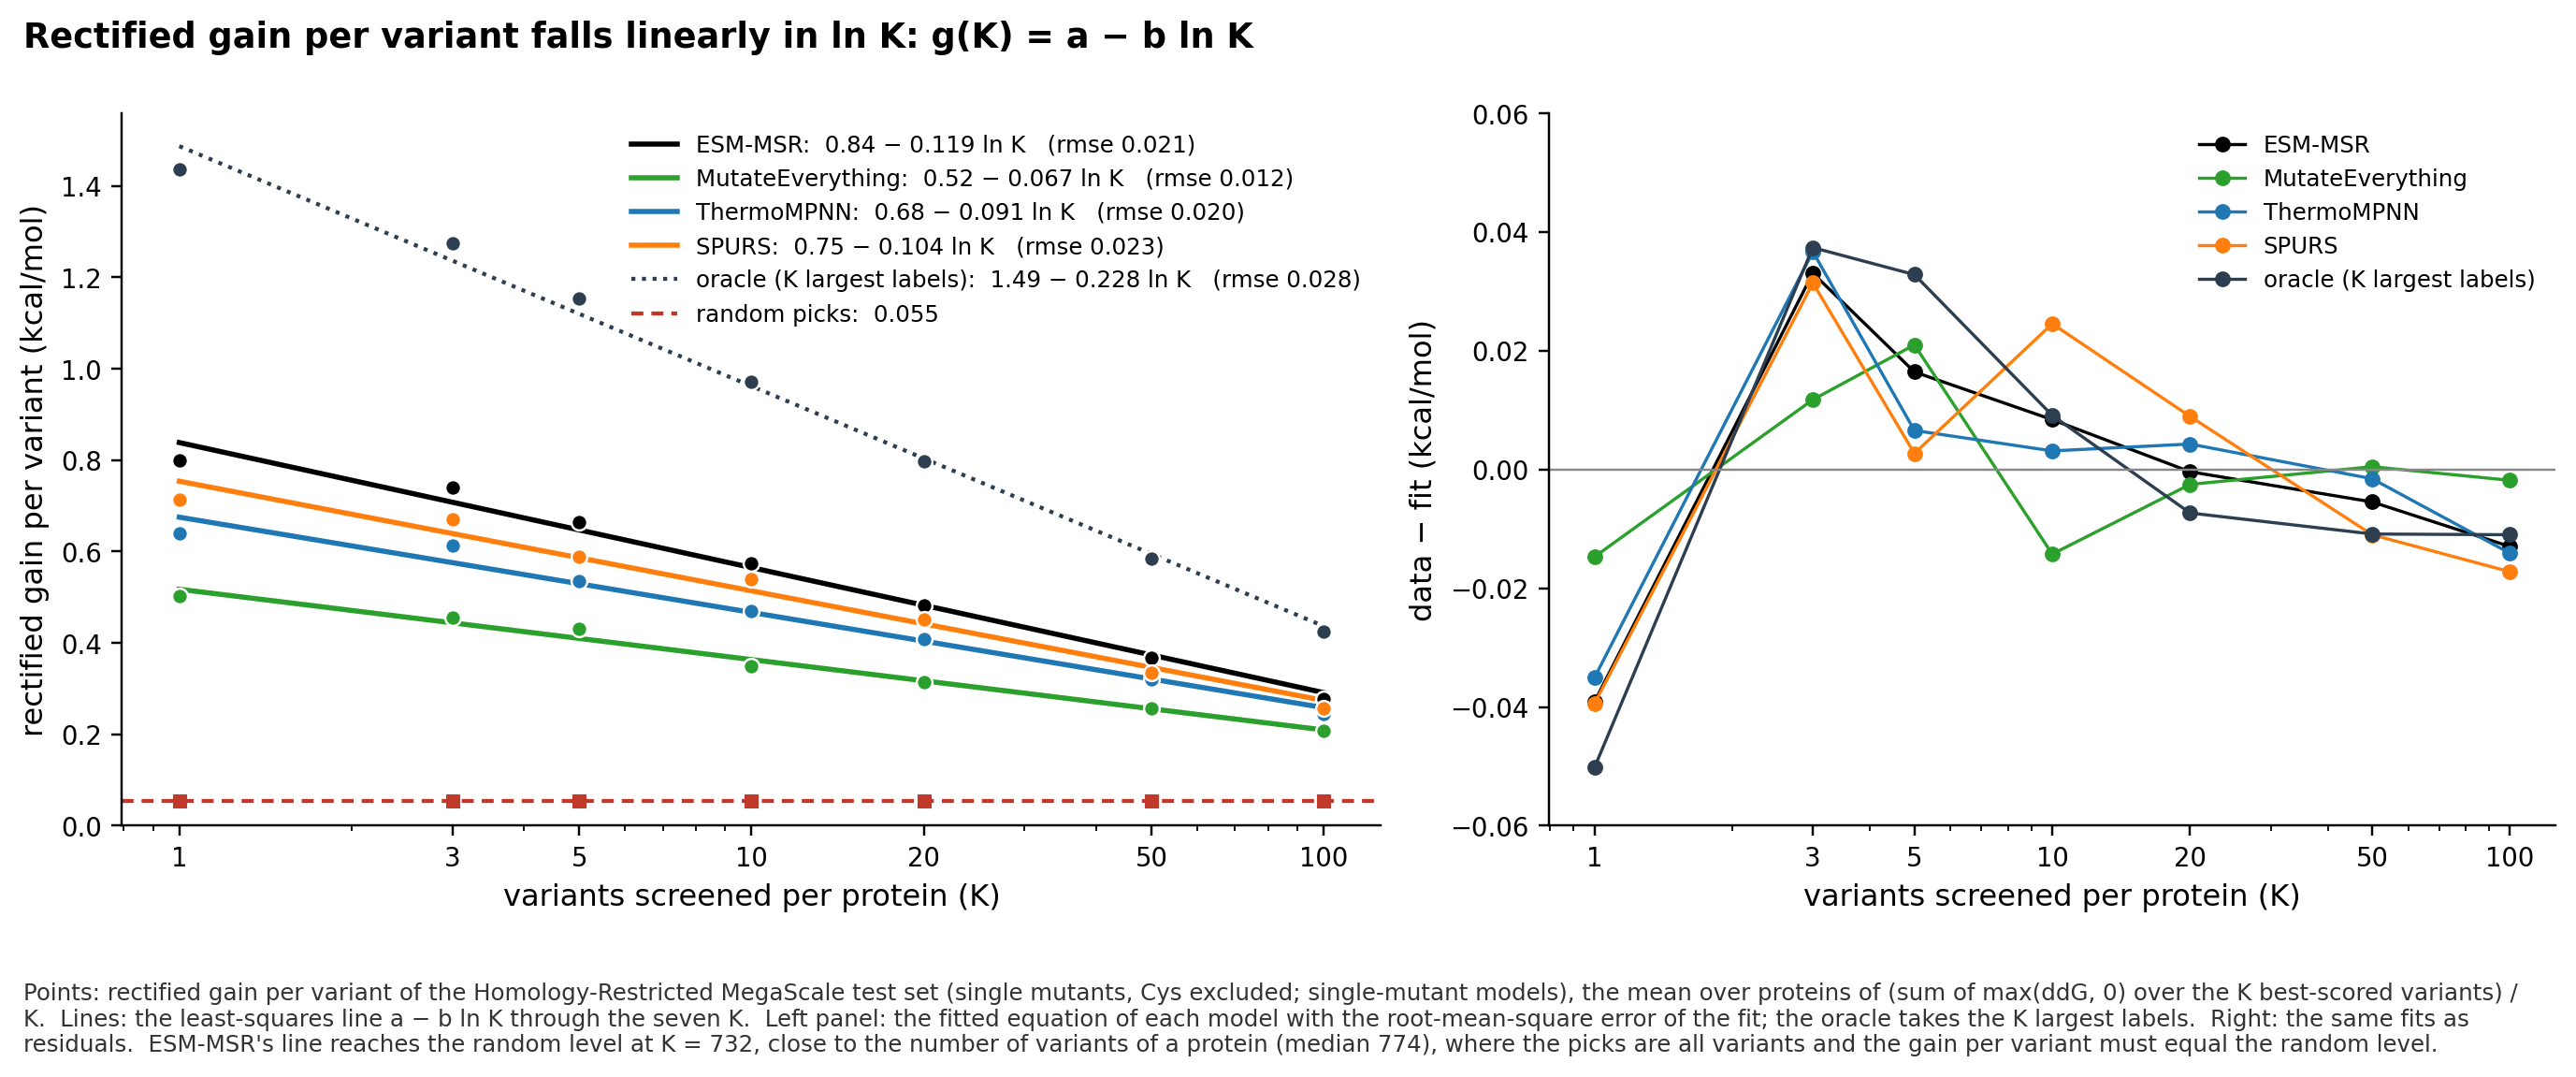 Rectified gain per variant falls linearly in ln K: g(K) = a − b ln K
rectified gain per variant (kcal/mol)
1.4
1.2
1.0
0.8
0.6
0.4
0.2
0.0
ESM-MSR:  0.84 − 0.119 ln K   (rmse 0.021)
MutateEverything:  0.52 − 0.067 ln K   (rmse 0.012)
ThermoMPNN:  0.68 − 0.091 ln K   (rmse 0.020)
SPURS:  0.75 − 0.104 ln K   (rmse 0.023)
oracle (K largest labels):  1.49 − 0.228 ln K   (rmse 0.028)
random picks:  0.055
1 3 5 10 20 50 100
variants screened per protein (K)
data − fit (kcal/mol)
0.06
0.04
0.02
0.00
−0.02
−0.04
−0.06
ESM-MSR
MutateEverything
ThermoMPNN
SPURS
oracle (K largest labels)
1 3 5 10 20 50 100
variants screened per protein (K)
Points: rectified gain per variant of the Homology-Restricted MegaScale test set (single mutants, Cys excluded; single-mutant models), the mean over proteins of (sum of max(ddG, 0) over the K best-scored variants) /
K.  Lines: the least-squares line a − b ln K through the seven K.  Left panel: the fitted equation of each model with the root-mean-square error of the fit; the oracle takes the K largest labels.  Right: the same fits as
residuals.  ESM-MSR's line reaches the random level at K = 732, close to the number of variants of a protein (median 774), where the picks are all variants and the gain per variant must equal the random level.